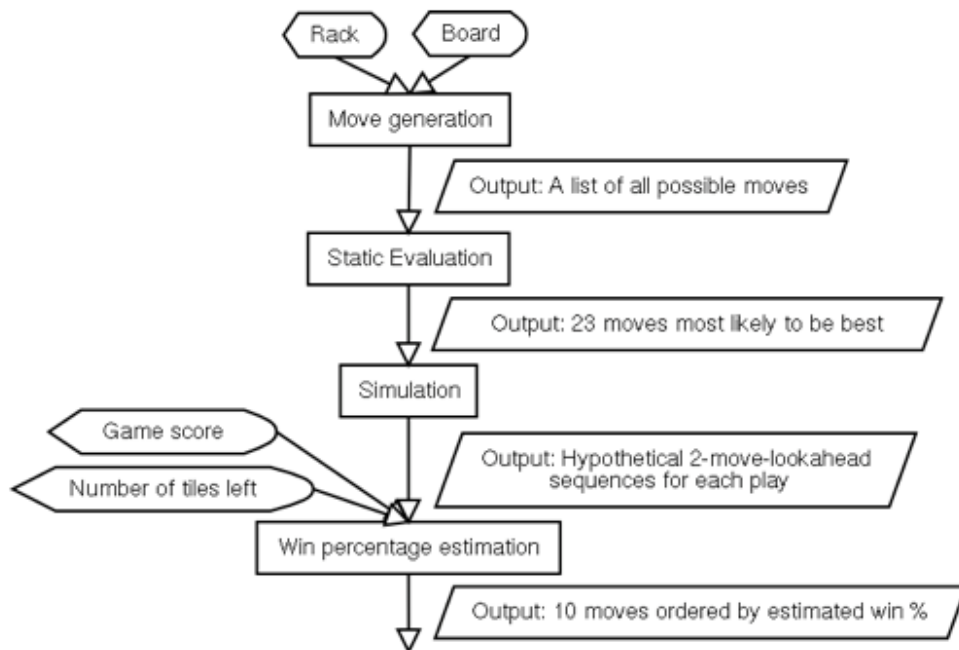 Rack
Board
Move generation
Output: A list of all possible moves
Static Evaluation
Output: 23 moves most likely to be best
Simulation
Game score
Output: Hypothetical 2-move-lookahead
sequences for each play
Number of tiles left
Win percentage estimation
Output: 10 moves ordered by estimated win %